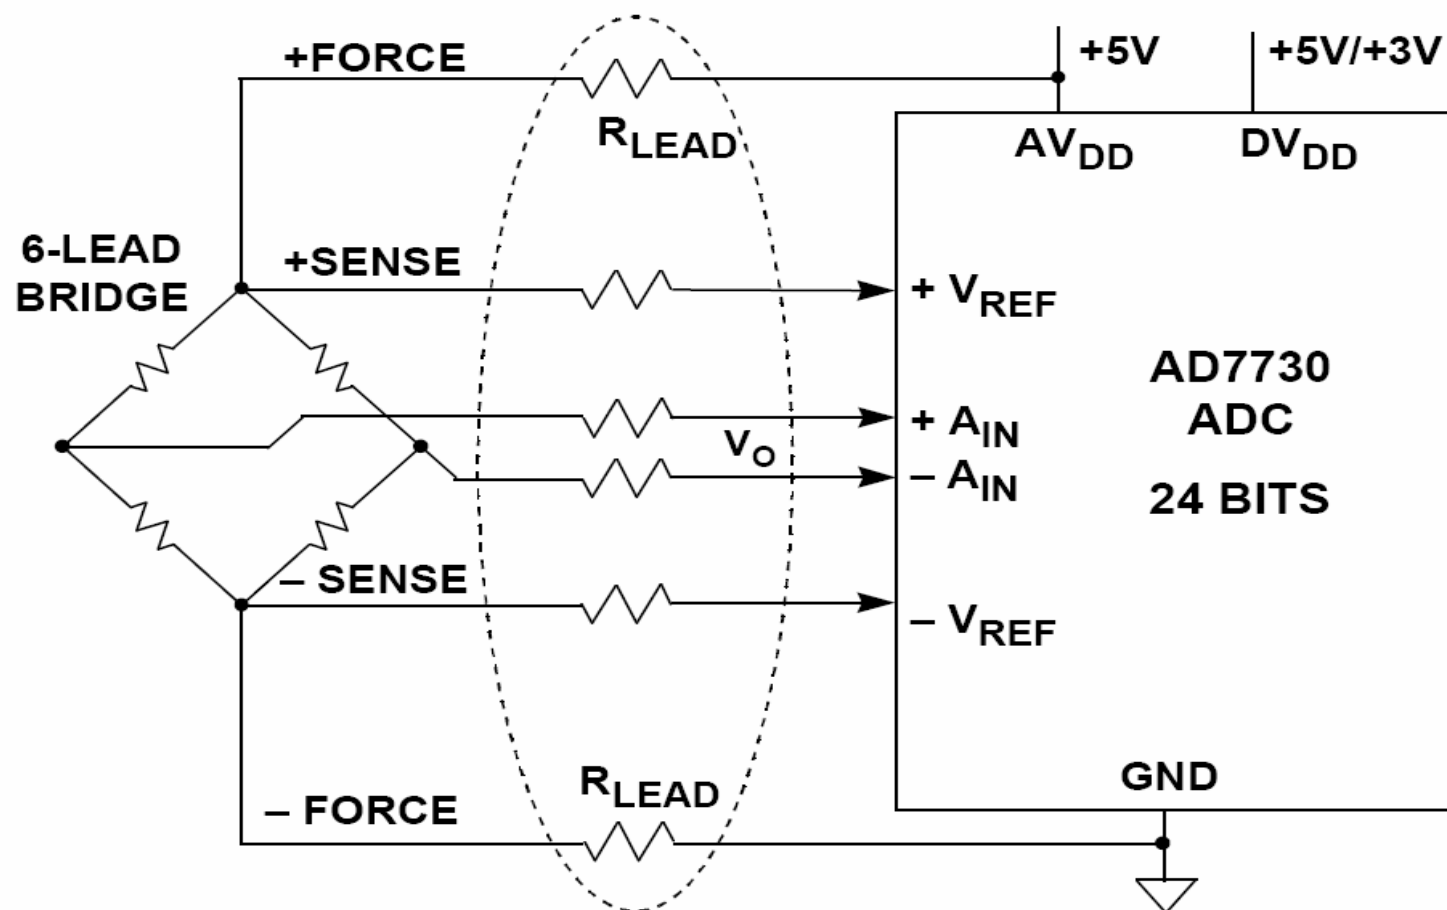 +FORCE
+5V
+5V/+3V
RLEAD
AVDD
DVDD
6-LEAD
BRIDGE
+SENSE
+ VREF
AD7730
ADC
24 BITS
+ AIN
VO
– AIN
– SENSE
– VREF
GND
RLEAD
– FORCE